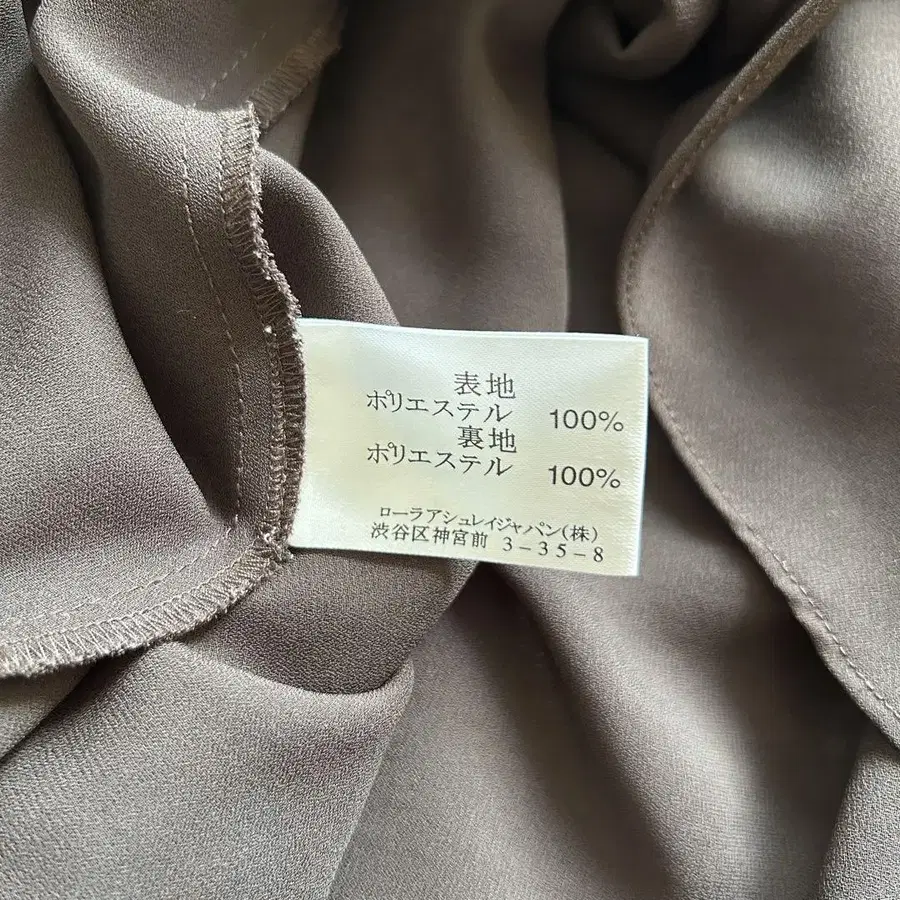 表地
ポリエステル 100%
裏地
ポリエステル 100%
ローラアシュレイジャパン(株)
渋谷区神宮前 3-35-8